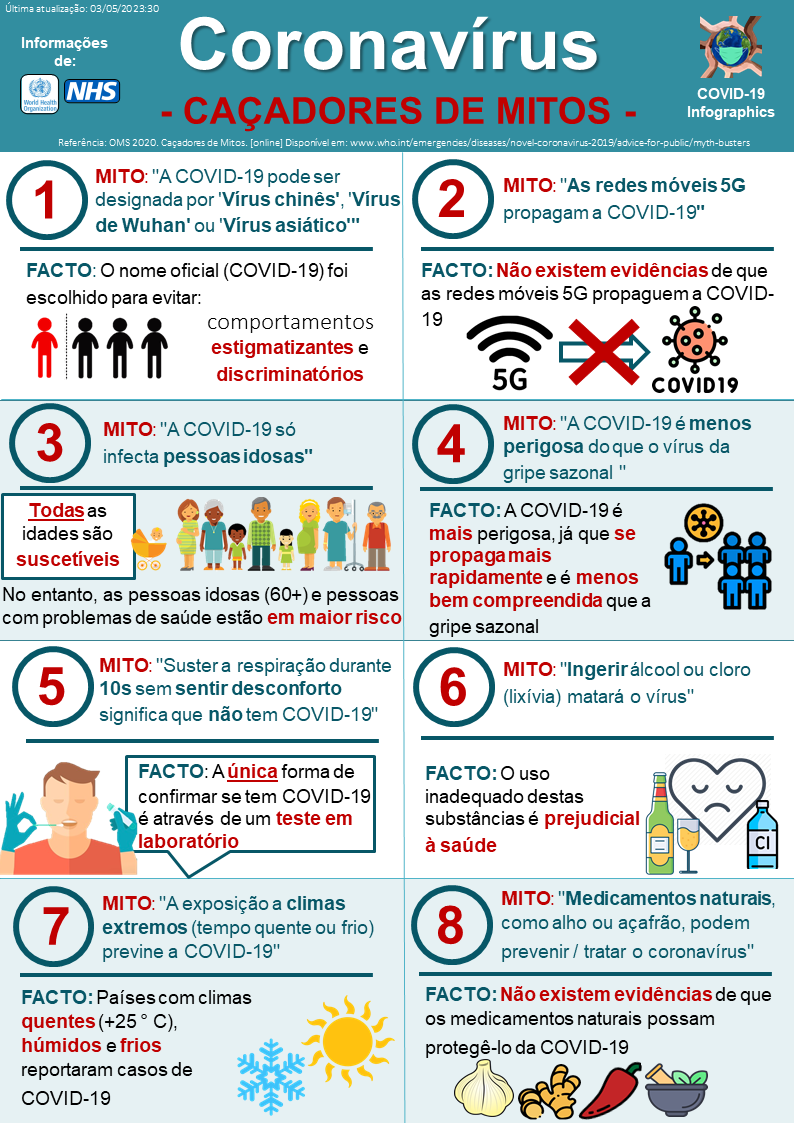 Última atualização: 03/05/2023:30
Coronavírus
Informações
de:
World Health
Organization
NHS
- CAÇADORES DE MITOS -
COVID-19
Infographics
Referência: OMS 2020. Caçadores de Mitos. [online] Disponível em: www.who.int/emergencies/diseases/novel-coronavirus-2019/advice-for-public/myth-busters
1
MITO: "A COVID-19 pode ser
designada por 'Vírus chinês', 'Vírus
de Wuhan' ou 'Vírus asiático'"
FACTO: O nome oficial (COVID-19) foi
escolhido para evitar:
comportamentos
estigmatizantes e
discriminatórios
2
MITO: "As redes móveis 5G
propagam a COVID-19"
FACTO: Não existem evidências de que
as redes móveis 5G propaguem a COVID-
19
5G
COVID19
3
MITO: "A COVID-19 só
infecta pessoas idosas"
Todas as
idades são
suscetíveis
No entanto, as pessoas idosas (60+) e pessoas
com problemas de saúde estão em maior risco
4
MITO: "A COVID-19 é menos
perigosa do que o vírus da
gripe sazonal "
FACTO: A COVID-19 é
mais perigosa, já que se
propaga mais
rapidamente e é menos
bem compreendida que a
gripe sazonal
5
MITO: "Suster a respiração durante
10s sem sentir desconforto
significa que não tem COVID-19"
FACTO: A única forma de
confirmar se tem COVID-19
é através de um teste em
laboratório
6
MITO: "Ingerir álcool ou cloro
(lixívia) matará o vírus"
FACTO: O uso
inadequado destas
substâncias é prejudicial
à saúde
Cl
7
MITO: "A exposição a climas
extremos (tempo quente ou frio)
previne a COVID-19"
FACTO: Países com climas
quentes (+25 ° C),
húmidos e frios
reportaram casos de
COVID-19
8
MITO: "Medicamentos naturais,
como alho ou açafrão, podem
prevenir / tratar o coronavírus"
FACTO: Não existem evidências de que
os medicamentos naturais possam
protegê-lo da COVID-19